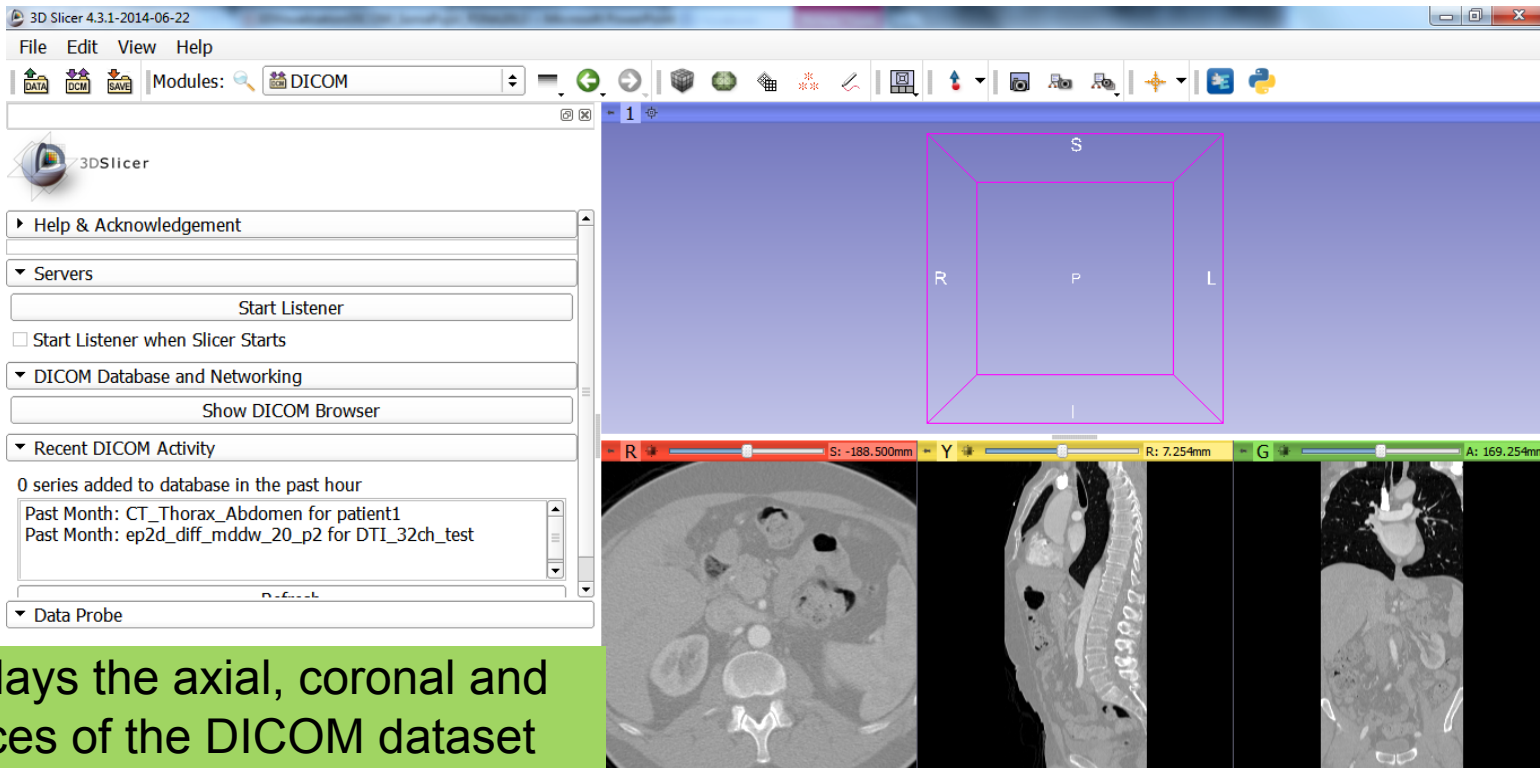 3D Slicer 4.3.1-2014-06-22
File Edit View Help
DATA DCM SAVE Modules: DCM DICOM
1
3DSlicer
Help & Acknowledgement
Servers
Start Listener
Start Listener when Slicer Starts
DICOM Database and Networking
Show DICOM Browser
Recent DICOM Activity
0 series added to database in the past hour
Past Month: CT_Thorax_Abdomen for patient1
Past Month: ep2d_diff_mddw_20_p2 for DTI_32ch_test
Refresh
Data Probe
S
R P L
I
R S: -188.500mm Y R: 7.254mm G A: 169.254mm
lays the axial, coronal and
ces of the DICOM dataset